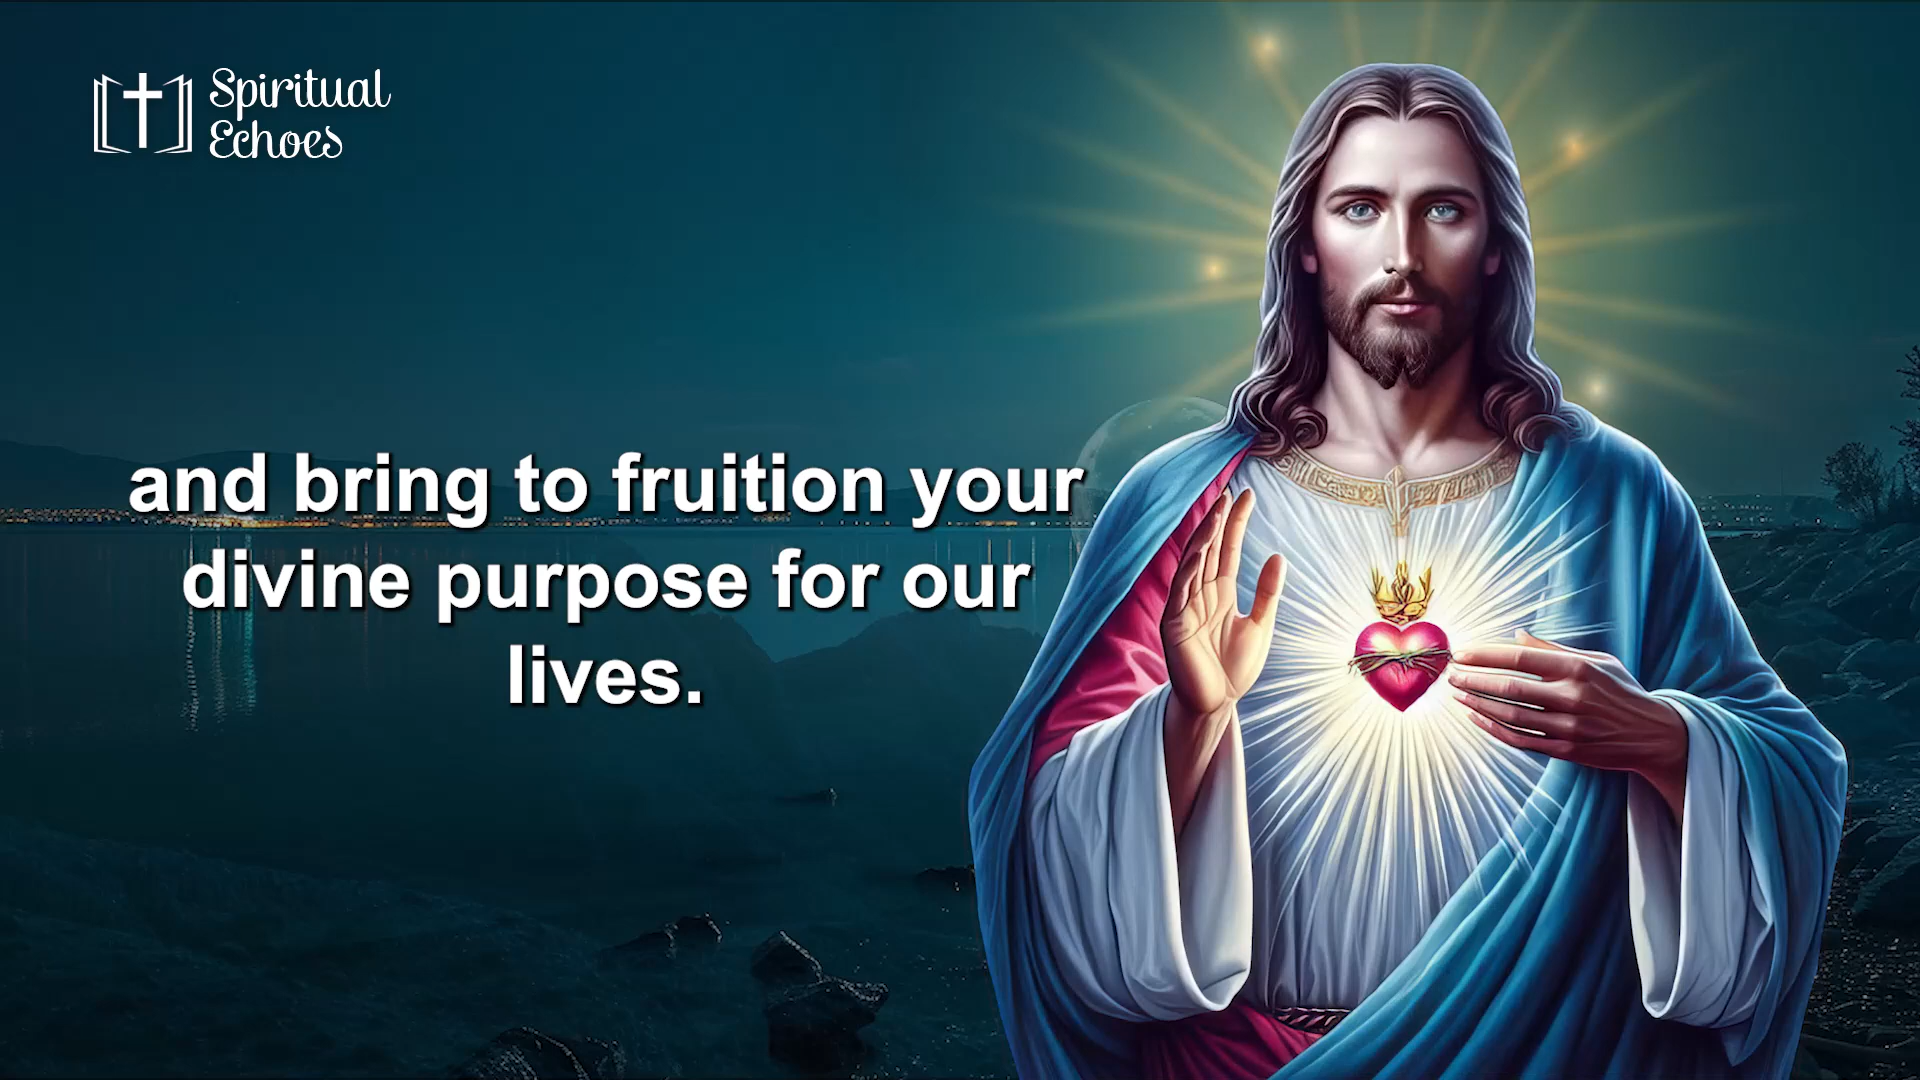 Spiritual
Echoes
and bring to fruition your
divine purpose for our
lives.